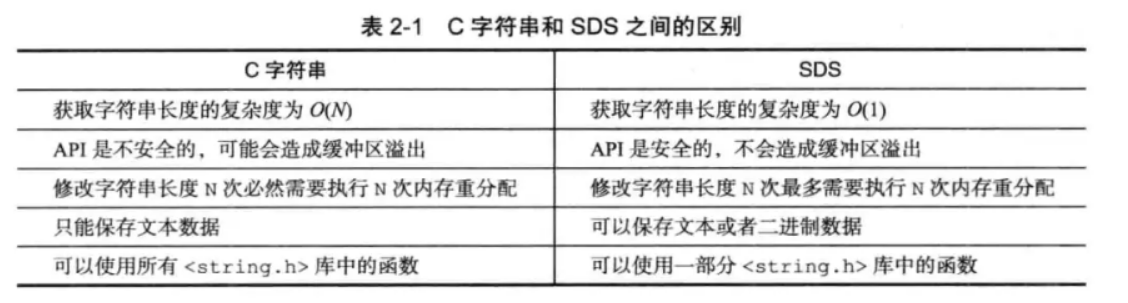 表 2-1 C 字符串和 SDS 之间的区别
C 字符串 SDS
获取字符串长度的复杂度为 O(N) 获取字符串长度的复杂度为 O(1)
API 是不安全的，可能会造成缓冲区溢出 API 是安全的，不会造成缓冲区溢出
修改字符串长度 N 次必然需要执行 N 次内存重分配 修改字符串长度 N 次最多需要执行 N 次内存重分配
只能保存文本数据 可以保存文本或者二进制数据
可以使用所有 <string.h> 库中的函数 可以使用一部分 <string.h> 库中的函数